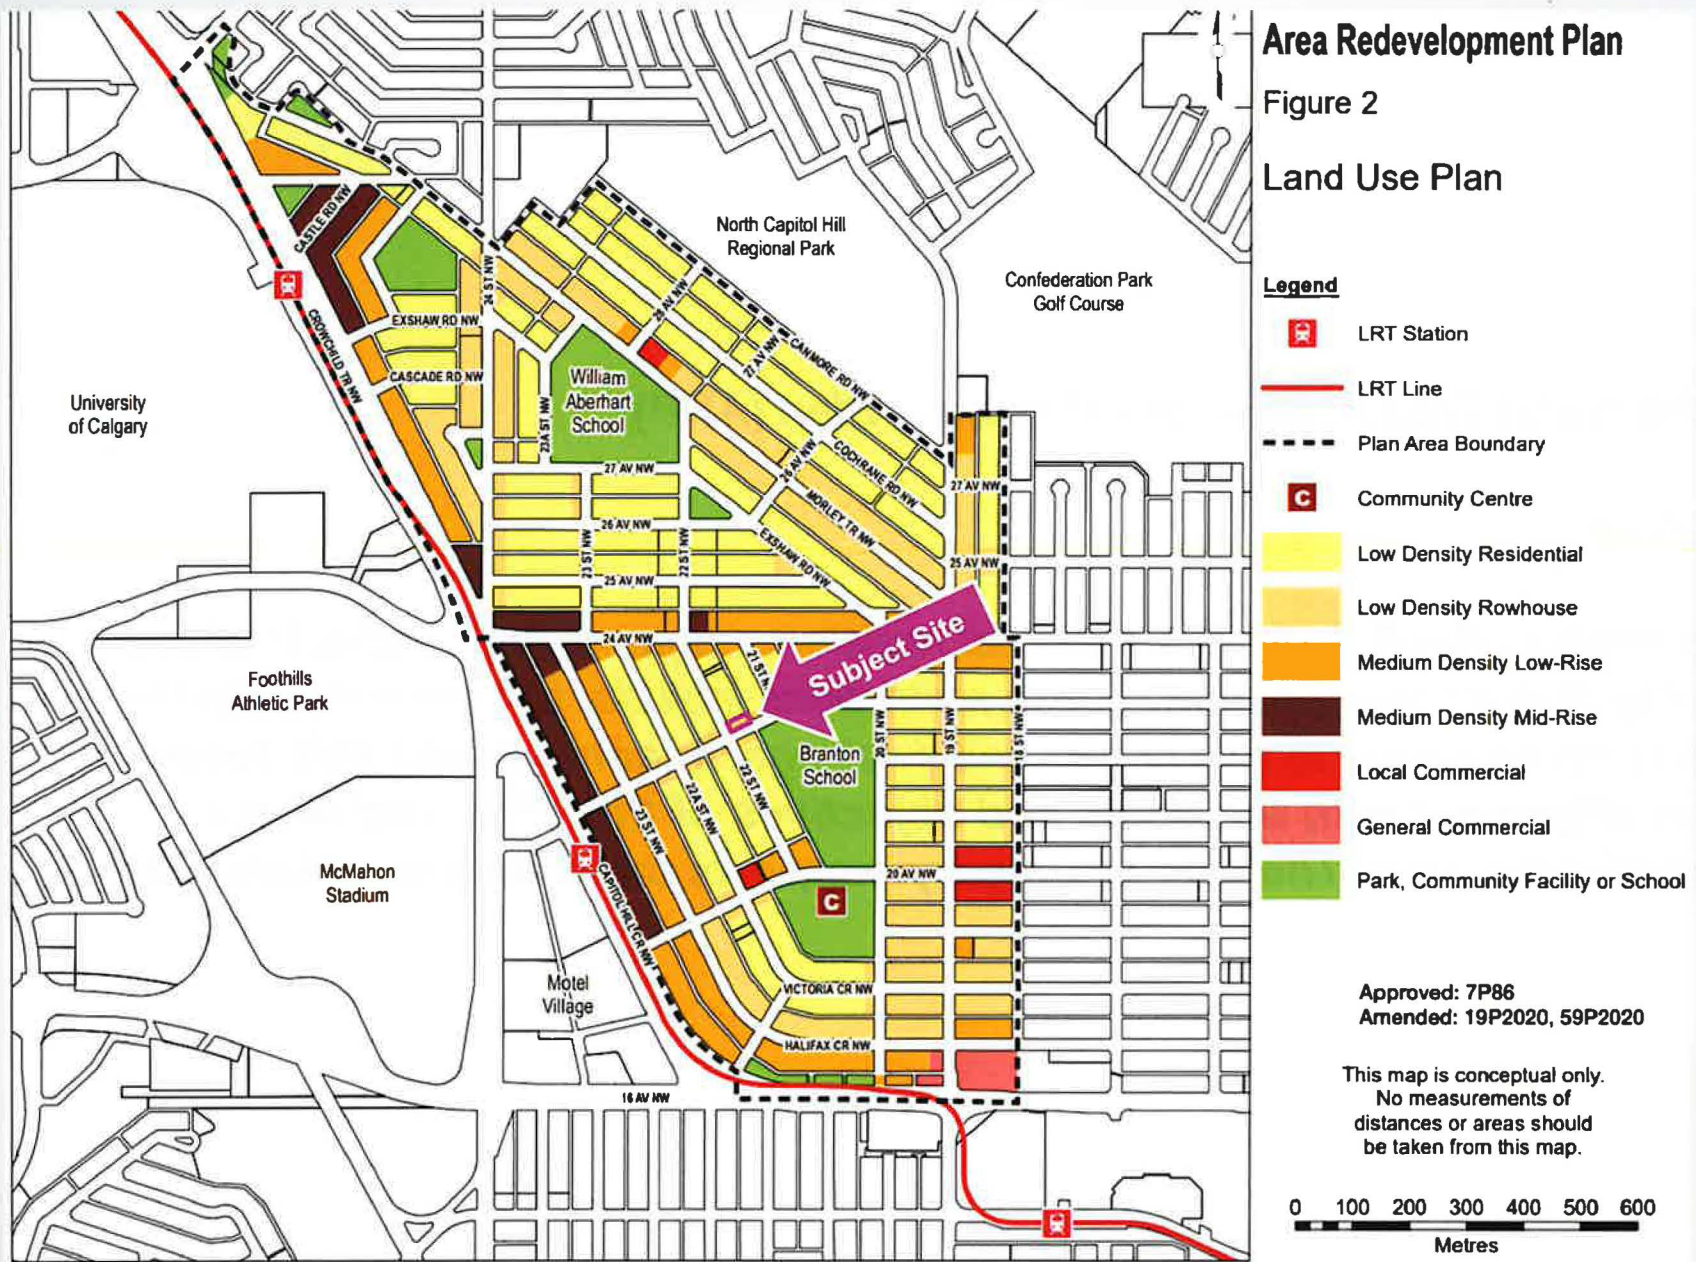 Area Redevelopment Plan
Figure 2
Land Use Plan
Legend
LRT Station
LRT Line
Plan Area Boundary
C
Community Centre
Low Density Residential
Low Density Rowhouse
Medium Density Low-Rise
Medium Density Mid-Rise
Local Commercial
General Commercial
Park, Community Facility or School
Approved: 7P86
Amended: 19P2020, 59P2020
This map is conceptual only.
No measurements of
distances or areas should
be taken from this map.
0 100 200 300 400 500 600
Metres
North Capitol Hill
Regional Park
Confederation Park
Golf Course
CASTLE RD NW
24 ST NW
28 AV NW
EXSHAW RD NW
CROWCHILD TR NW
CANMORE RD NW
27 AV NW
CASCADE RD NW
William
Aberhart
School
University
of Calgary
23A ST NW
COCHRANE RD NW
26 AV NW
27 AV NW
27 AV NW
MORLEY TR NW
26 AV NW
EXSHAW RD NW
23 ST NW
22 ST NW
25 AV NW
25 AV NW
24 AV NW
Subject Site
21 ST N
Foothills
Athletic Park
20 ST NW
19 ST NW
18 ST NW
Branton
School
22 ST NW
22A ST NW
23 ST NW
McMahon
Stadium
20 AV NW
C
CAPITOL HILL CR NW
Motel
Village
VICTORIA CR NW
HALIFAX CR NW
16 AV NW